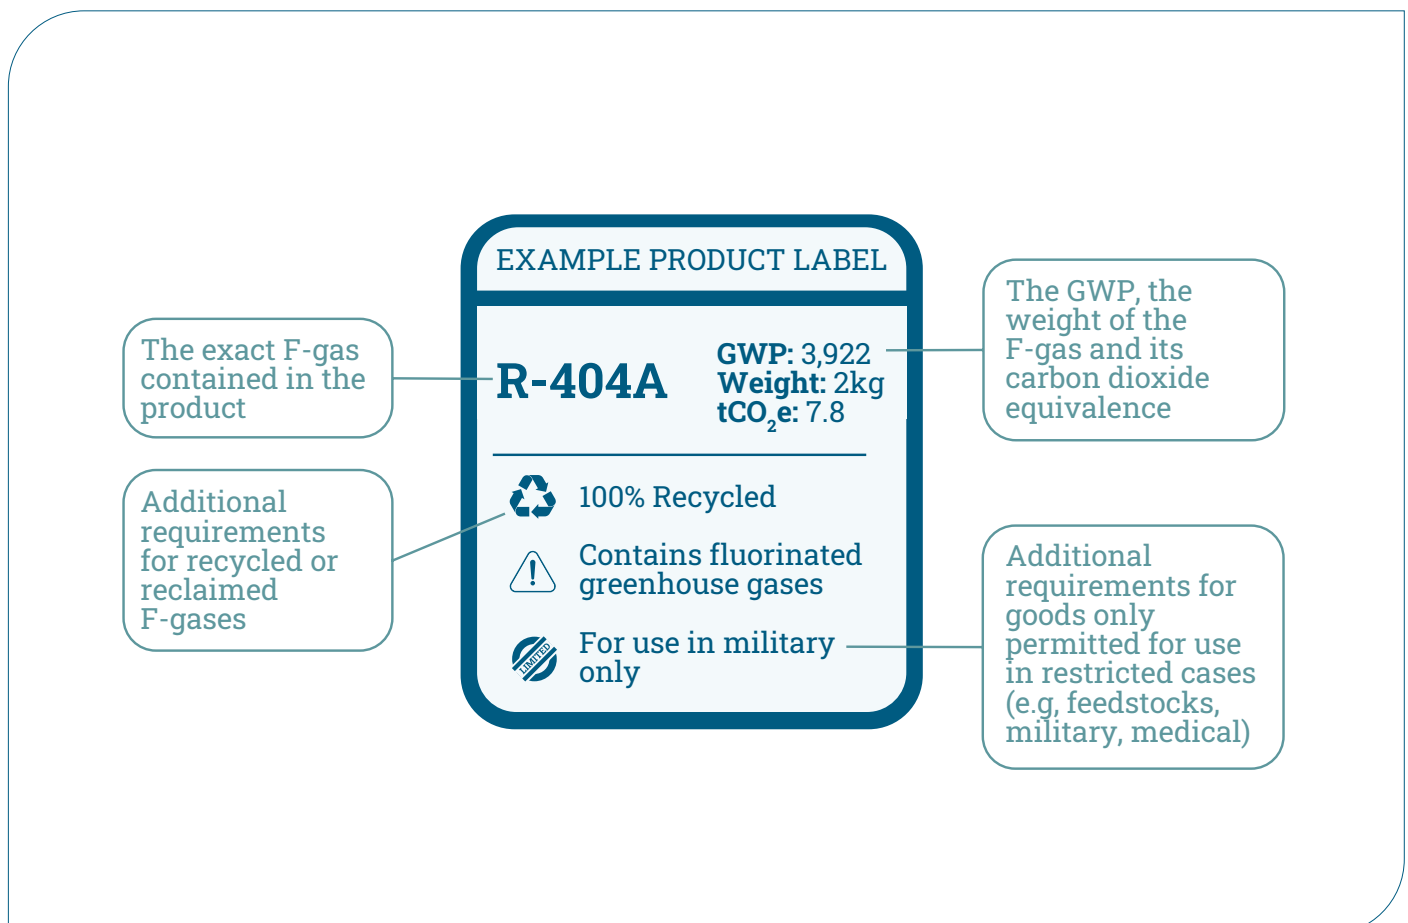 EXAMPLE PRODUCT LABEL
The exact F-gas
contained in the
product
R-404A
GWP: 3,922
Weight: 2kg
tCO₂e: 7.8
The GWP, the
weight of the
F-gas and its
carbon dioxide
equivalence
Additional
requirements
for recycled or
reclaimed
F-gases
100% Recycled
Contains fluorinated
greenhouse gases
LIMITED
For use in military
only
Additional
requirements for
goods only
permitted for use
in restricted cases
(e.g, feedstocks,
military, medical)